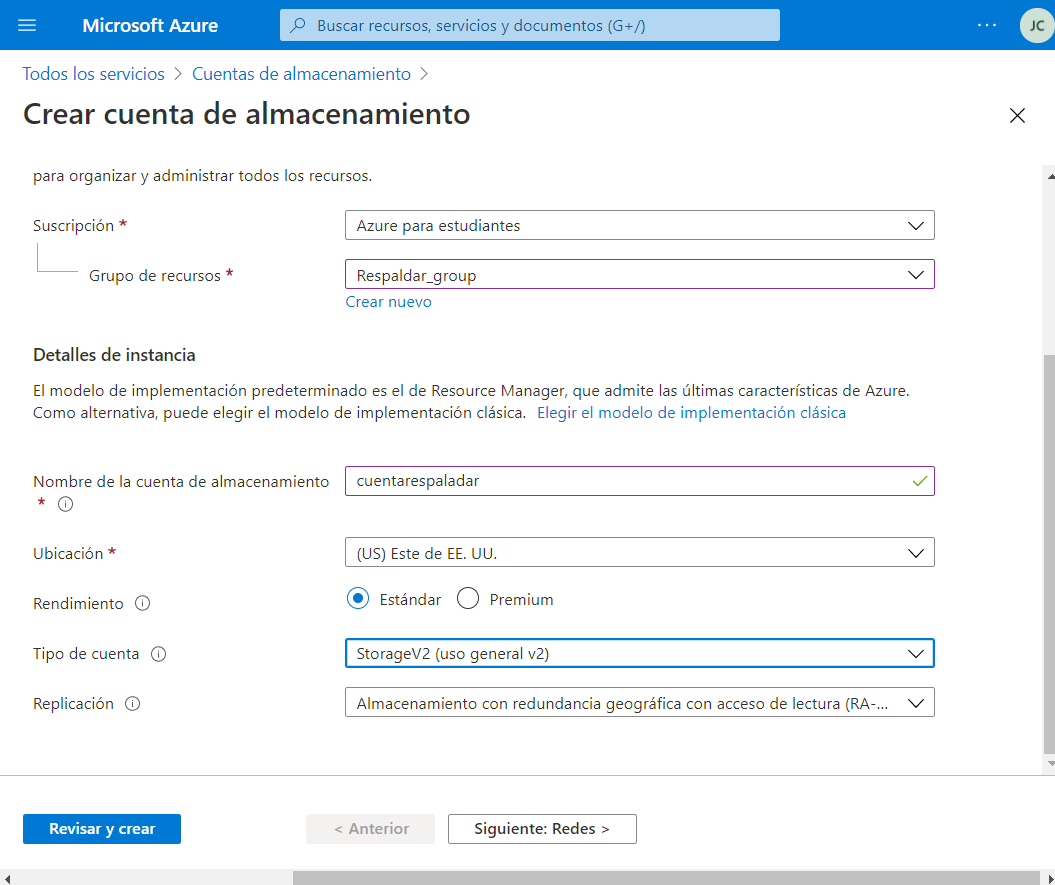 Microsoft Azure
Buscar recursos, servicios y documentos (G+/)
...
JC
Todos los servicios > Cuentas de almacenamiento >
Crear cuenta de almacenamiento
para organizar y administrar todos los recursos.
Suscripción *
Azure para estudiantes
Grupo de recursos *
Respaldar_group
Crear nuevo
Detalles de instancia
El modelo de implementación predeterminado es el de Resource Manager, que admite las últimas características de Azure.
Como alternativa, puede elegir el modelo de implementación clásica. Elegir el modelo de implementación clásica
Nombre de la cuenta de almacenamiento
*
cuentarespaladar
Ubicación *
(US) Este de EE. UU.
Rendimiento
Estándar
Premium
Tipo de cuenta
StorageV2 (uso general v2)
Replicación
Almacenamiento con redundancia geográfica con acceso de lectura (RA-...
Revisar y crear
< Anterior
Siguiente: Redes >